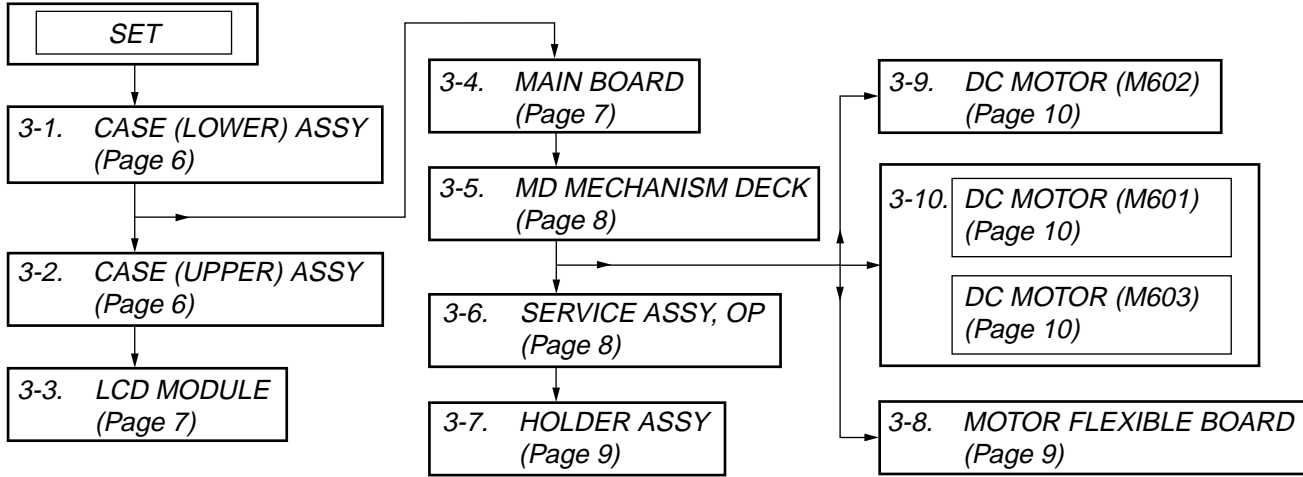 SET
3-1. CASE (LOWER) ASSY
(Page 6)
3-2. CASE (UPPER) ASSY
(Page 6)
3-3. LCD MODULE
(Page 7)
3-4. MAIN BOARD
(Page 7)
3-5. MD MECHANISM DECK
(Page 8)
3-6. SERVICE ASSY, OP
(Page 8)
3-7. HOLDER ASSY
(Page 9)
3-9. DC MOTOR (M602)
(Page 10)
3-10. DC MOTOR (M601)
(Page 10)
DC MOTOR (M603)
(Page 10)
3-8. MOTOR FLEXIBLE BOARD
(Page 9)